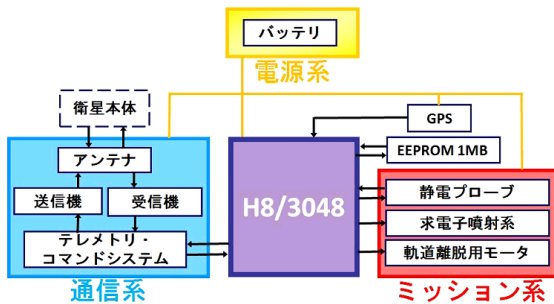 バッテリ
電源系
衛星本体
GPS
アンテナ
EEPROM 1MB
送信機
受信機
H8/3048
静電プローブ
求電子噴射系
テレメトリ・
コマンドシステム
軌道離脱用モータ
通信系
ミッション系